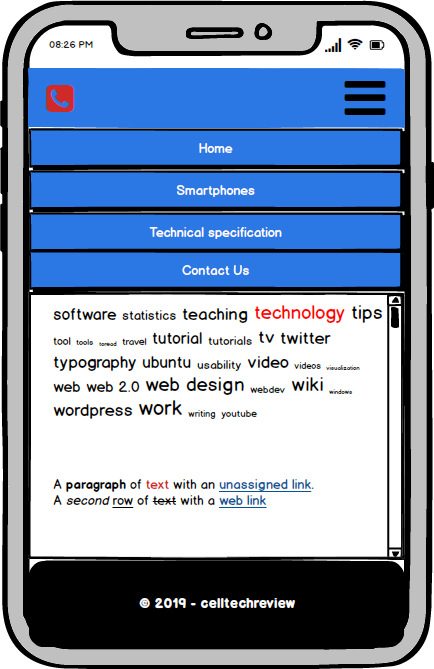 08:26 PM
Home
Smartphones
Technical specification
Contact Us
software statistics teaching technology tips
tool tools toread travel tutorial tutorials tv twitter
typography ubuntu usability video videos visualization
web web 2.0 web design webdev wiki windows
wordpress work writing youtube
A paragraph of text with an unassigned link.
A second row of text with a web link
© 2019 - celltechreview